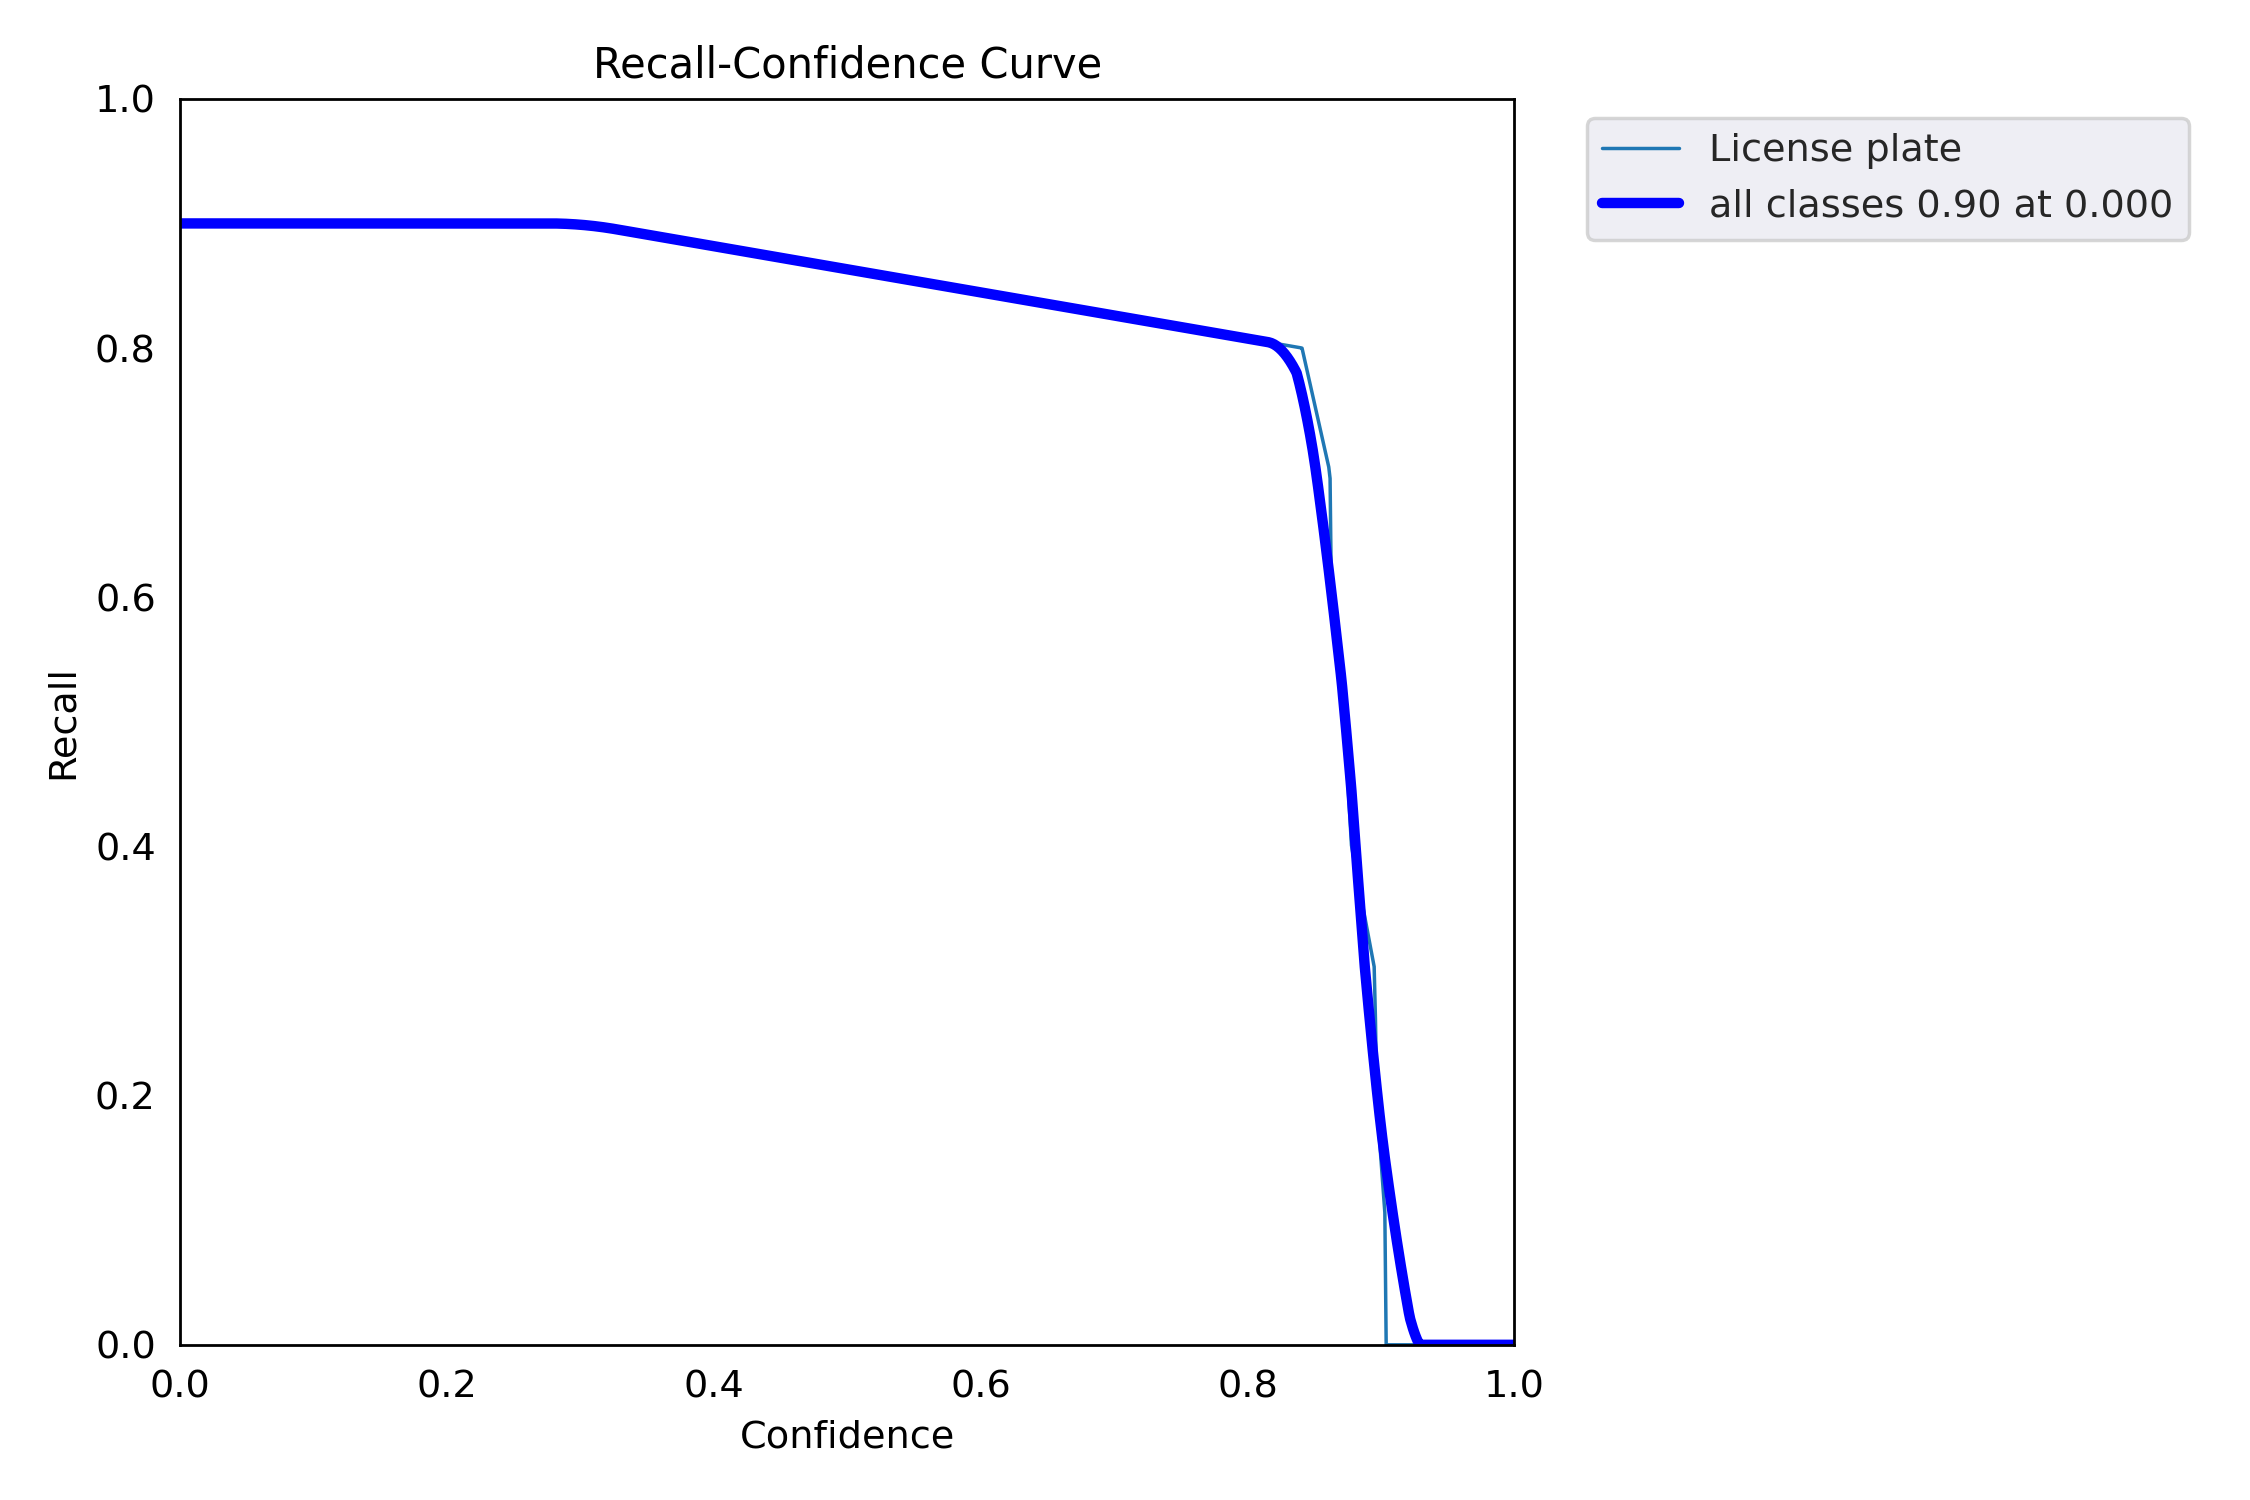 Recall-Confidence Curve
1.0
0.8
0.6
0.4
0.2
0.0
Recall
0.0 0.2 0.4 0.6 0.8 1.0
Confidence
License plate
all classes 0.90 at 0.000